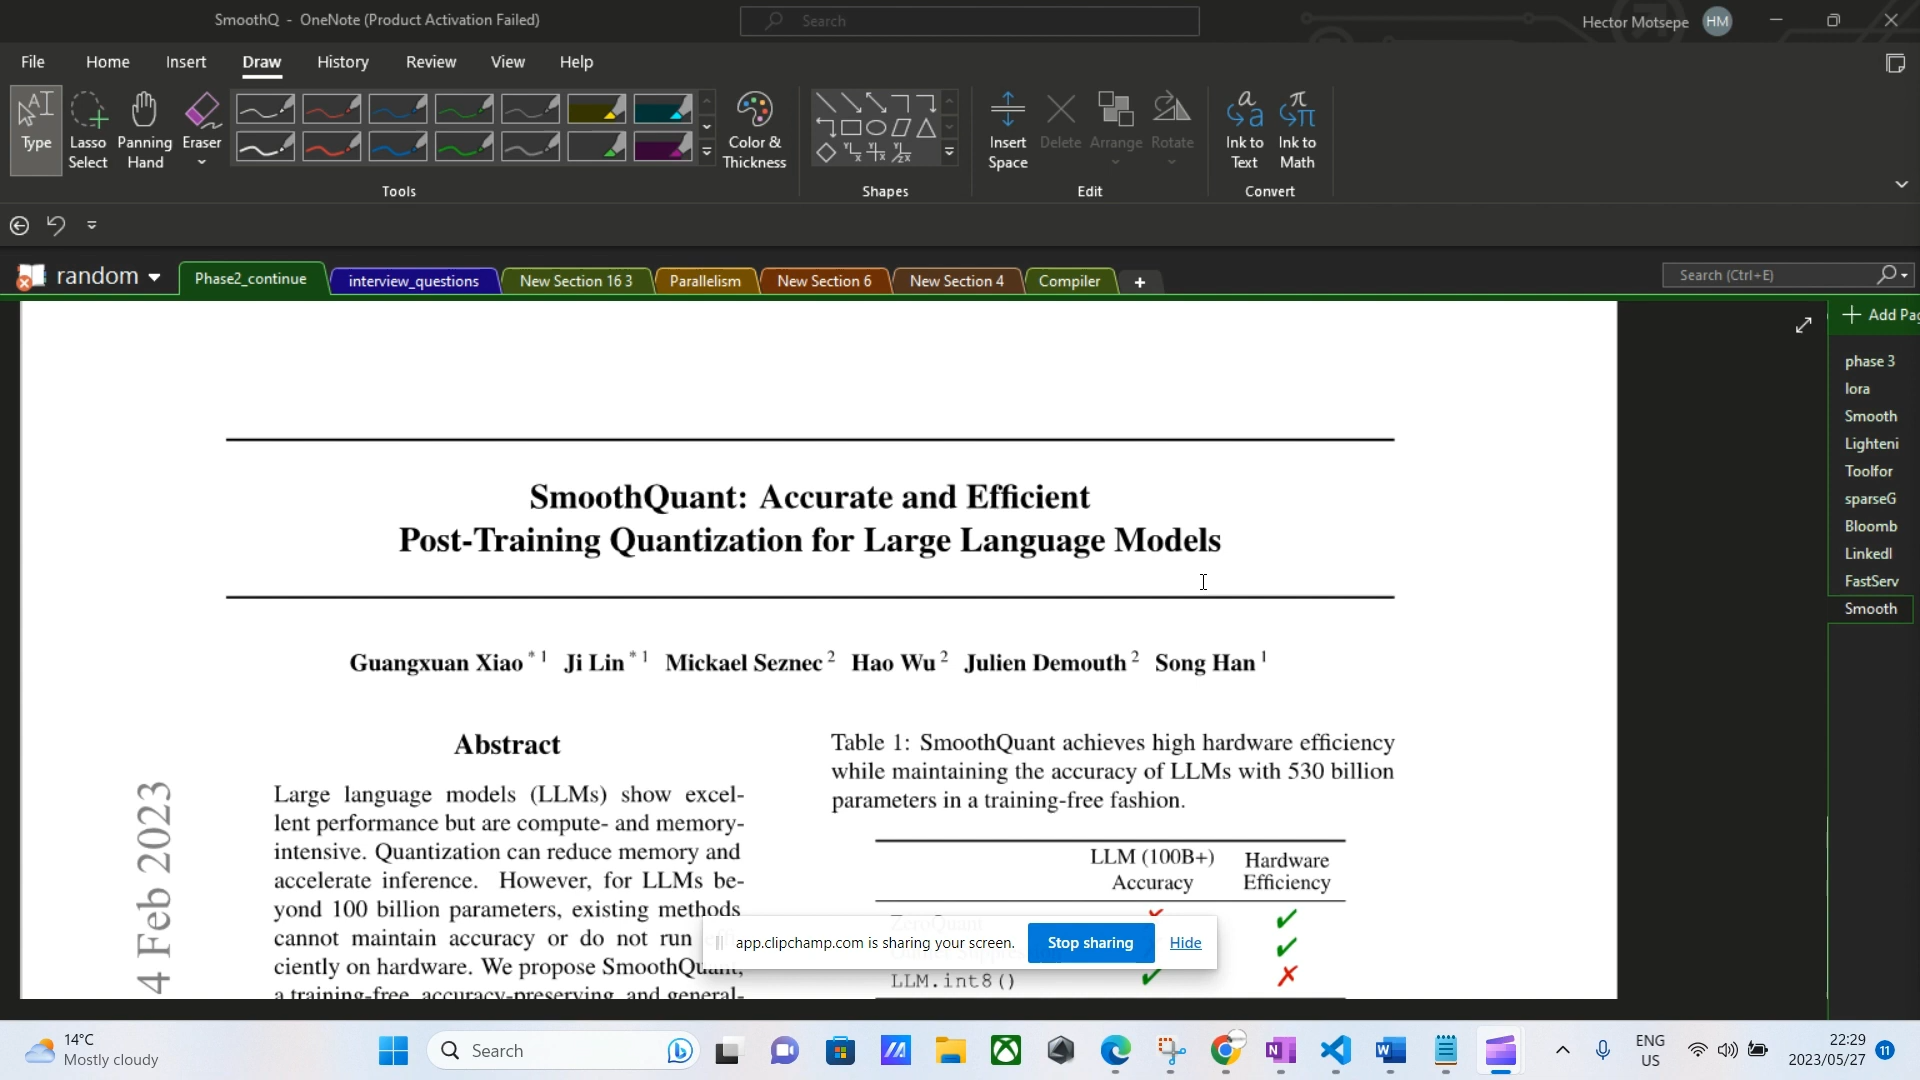 SmoothQ - OneNote (Product Activation Failed)
Search
Hector Motsepe
HM
File Home Insert Draw History Review View Help
Type
Lasso Select
Panning Hand
Eraser
Color & Thickness
Insert Space
Delete
Arrange
Rotate
Ink to Text
Ink to Math
Tools
Shapes
Edit
Convert
random
Phase2_continue
interview_questions
New Section 16 3
Parallelism
New Section 6
New Section 4
Compiler
+
Search (Ctrl+E)
Add Pag
phase 3
lora
Smooth
Lighteni
Toolfor
sparseG
Bloomb
LinkedI
FastServ
Smooth
SmoothQuant: Accurate and Efficient
Post-Training Quantization for Large Language Models
Guangxuan Xiao * 1 Ji Lin * 1 Mickael Seznec 2 Hao Wu 2 Julien Demouth 2 Song Han 1
Abstract
Large language models (LLMs) show excel-
lent performance but are compute- and memory-
intensive. Quantization can reduce memory and
accelerate inference. However, for LLMs be-
yond 100 billion parameters, existing methods
cannot maintain accuracy or do not run
ciently on hardware. We propose SmoothQuant,
a training-free, accuracy-preserving, and general-
4 Feb 2023
Table 1: SmoothQuant achieves high hardware efficiency
while maintaining the accuracy of LLMs with 530 billion
parameters in a training-free fashion.
LLM (100B+) Accuracy
Hardware Efficiency
ZeroQuant ✗ ✓
✓
LLM.int8() ✓ ✗
app.clipchamp.com is sharing your screen.
Stop sharing
Hide
14°C
Mostly cloudy
Search
ENG
US
22:29
2023/05/27
11